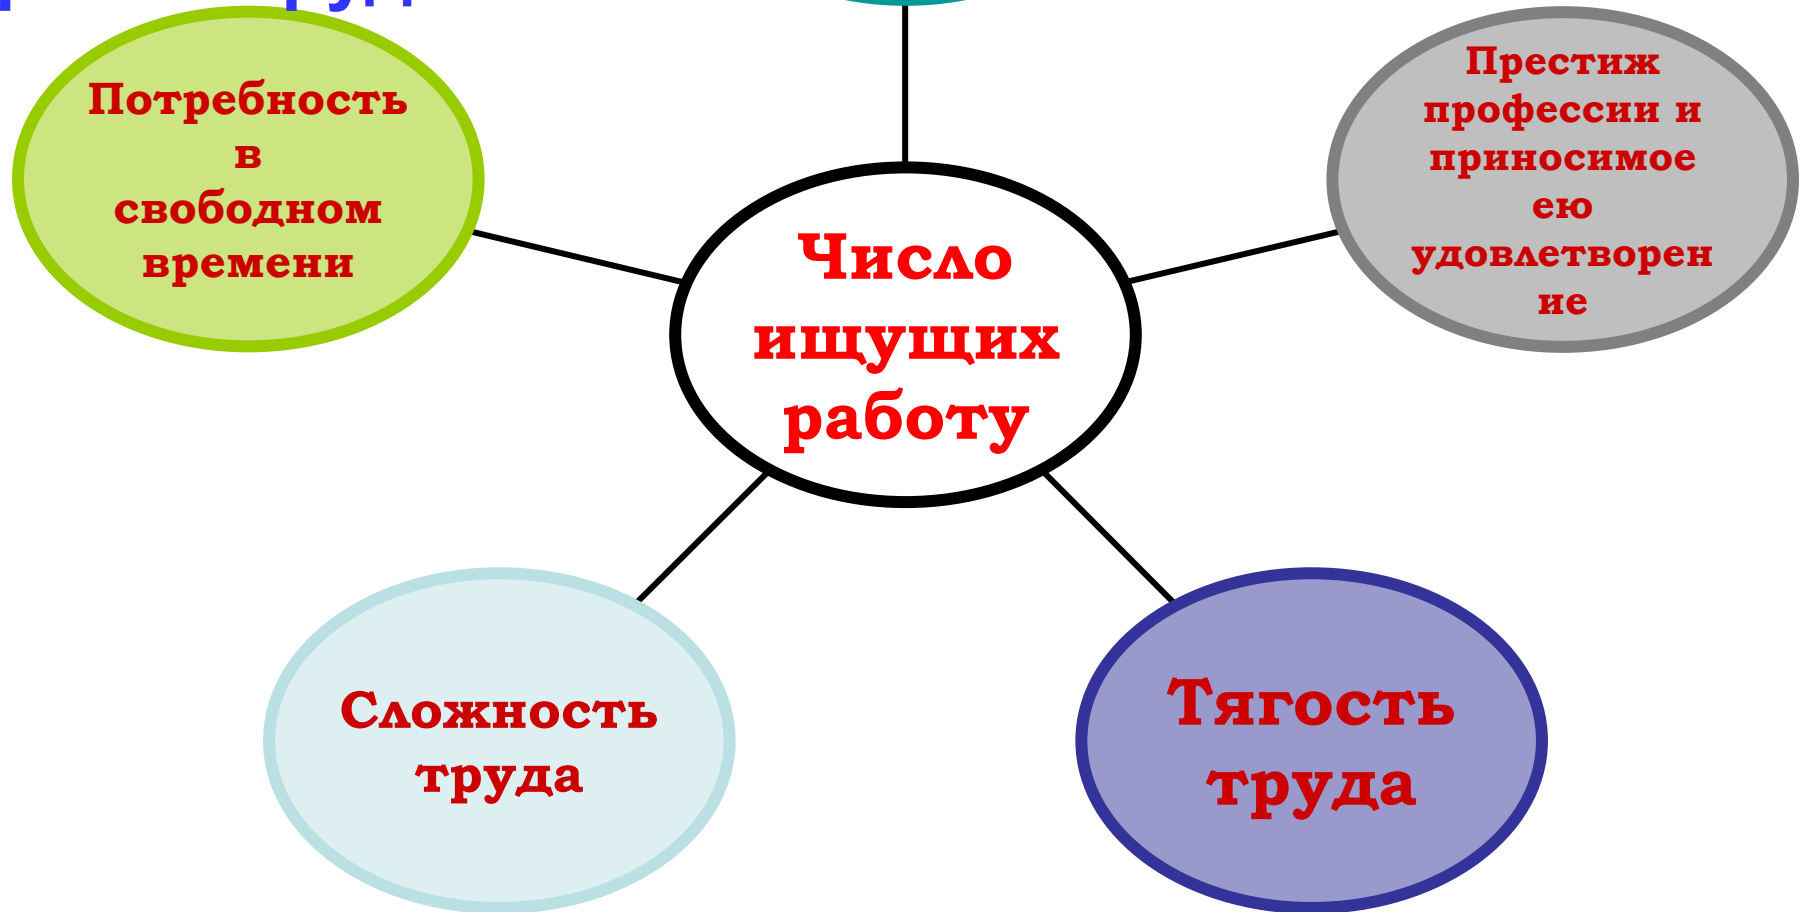 Потребность
в
свободном
времени
Престиж
профессии и
приносимое
ею
удовлетворен
ие
Число
ищущих
работу
Сложность
труда
Тягость
труда